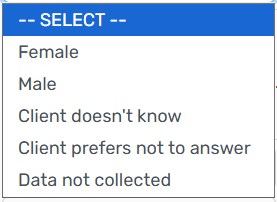 -- SELECT --
Female
Male
Client doesn't know
Client prefers not to answer
Data not collected